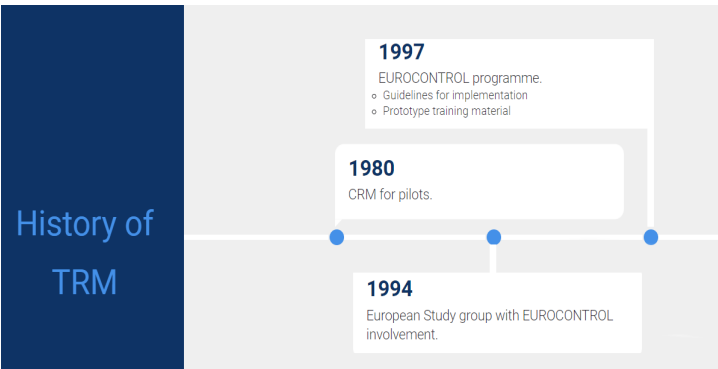 History of
TRM
1997
EUROCONTROL programme.
Guidelines for implementation
Prototype training material
1980
CRM for pilots.
1994
European Study group with EUROCONTROL
involvement.